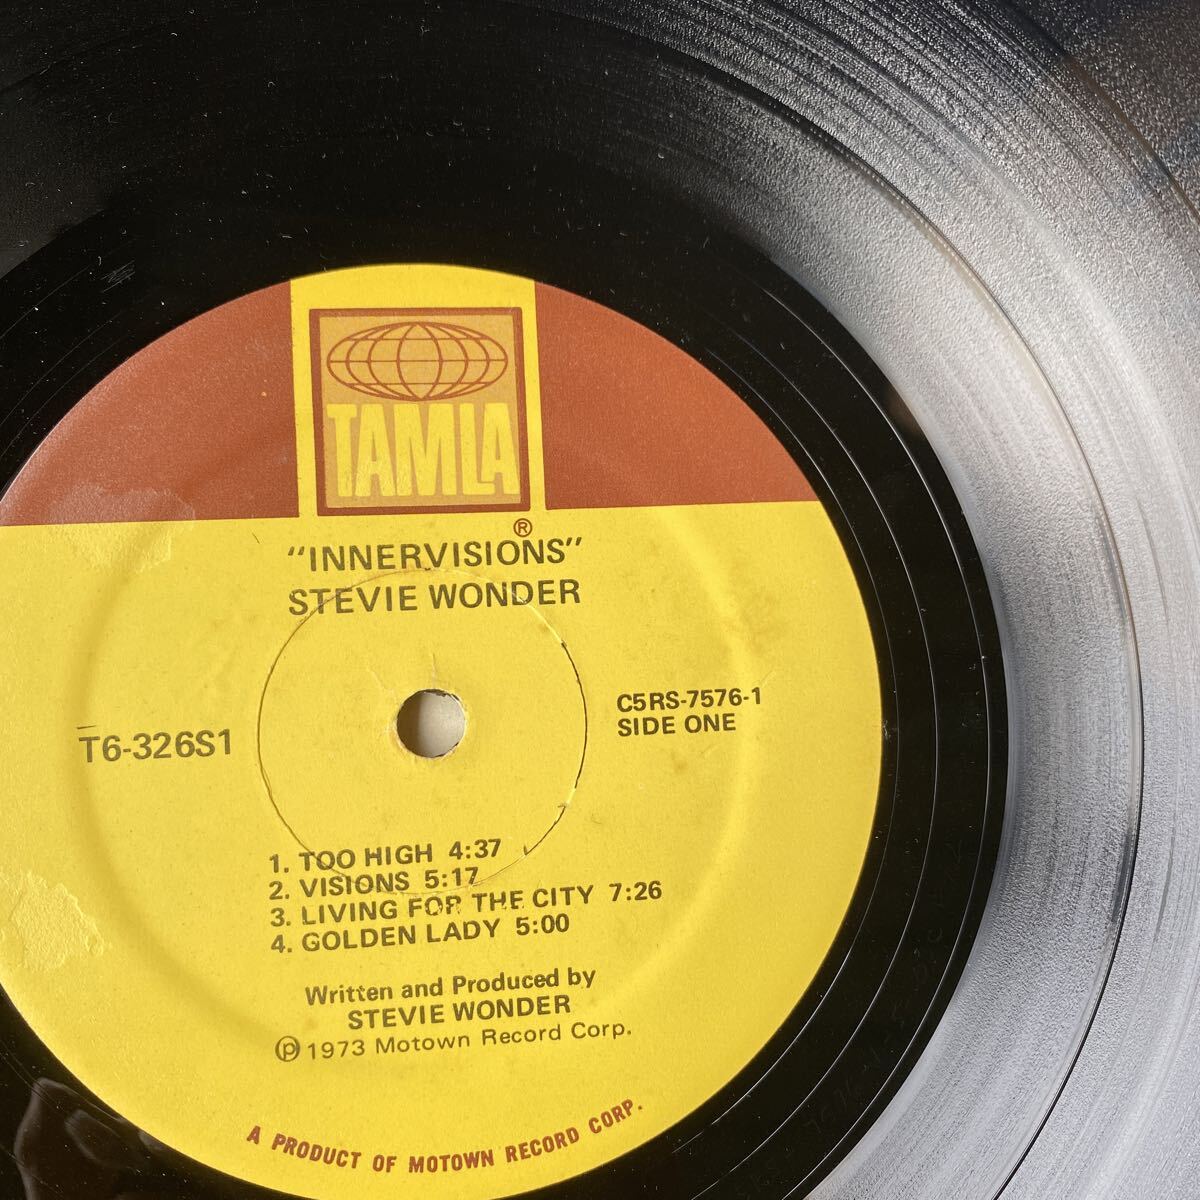 TAMLA
®
"INNERVISIONS"
STEVIE WONDER
T6-326S1
C5RS-7576-1
SIDE ONE
1. TOO HIGH 4:37
2. VISIONS 5:17
3. LIVING FOR THE CITY 7:26
4. GOLDEN LADY 5:00
Written and Produced by
STEVIE WONDER
℗ 1973 Motown Record Corp.
A PRODUCT OF MOTOWN RECORD CORP.